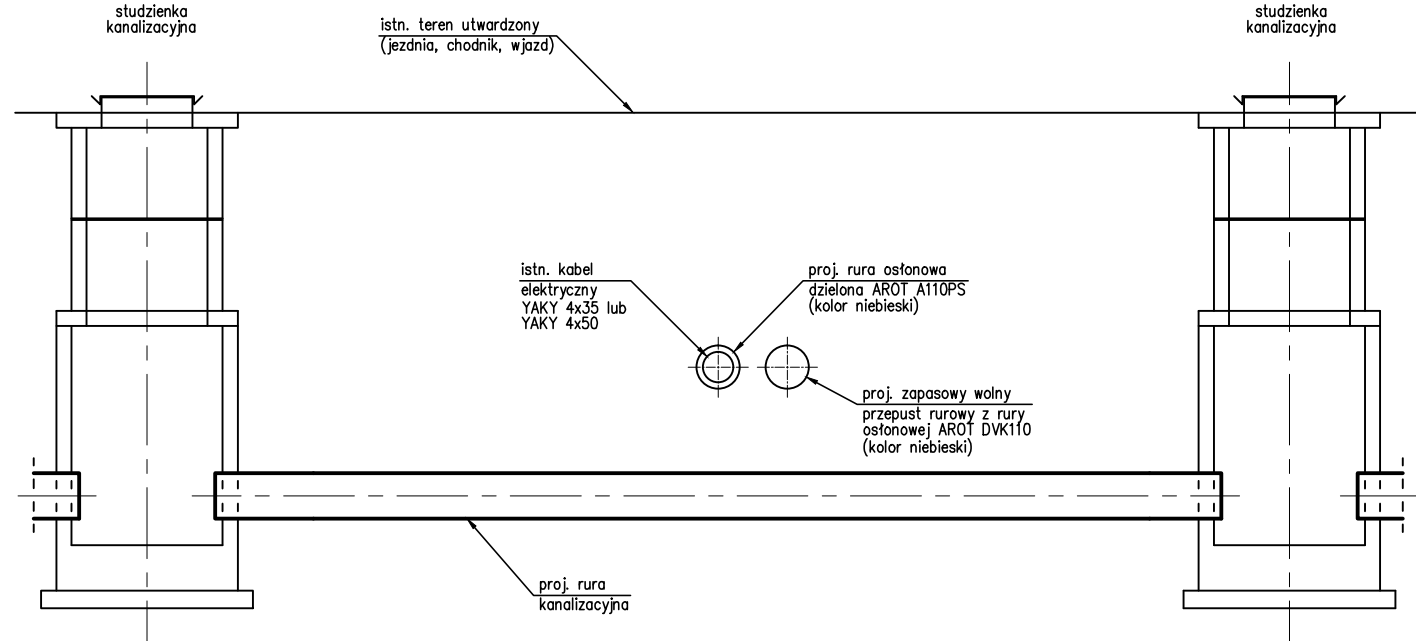 studzienka
kanalizacyjna
istn. teren utwardzony
(jezdnia, chodnik, wjazd)
studzienka
kanalizacyjna
istn. kabel
elektryczny
YAKY 4x35 lub
YAKY 4x50
proj. rura osłonowa
dzielona AROT A110PS
(kolor niebieski)
proj. zapasowy wolny
przepust rurowy z rury
osłonowej AROT DVK110
(kolor niebieski)
proj. rura
kanalizacyjna